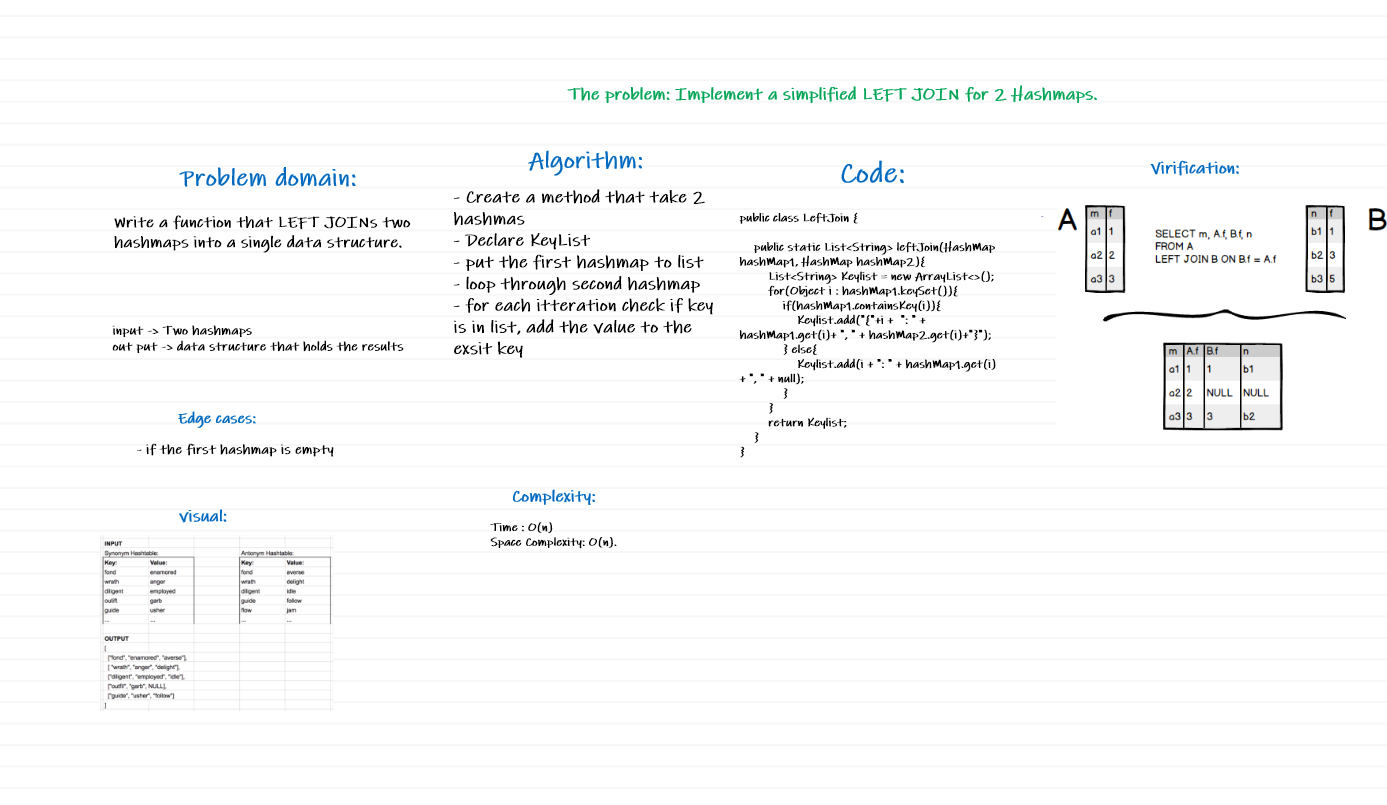 The problem: Implement a simplified LEFT JOIN for 2 Hashmaps.
Problem domain:
Write a function that LEFT JOINs two
hashmaps into a single data structure.
input -> Two hashmaps
out put -> data structure that holds the results
Edge cases:
- if the first hashmap is empty
Visual:
INPUT
Synonym Hashtable: Antonym Hashtable:
Key: Value: Key: Value:
fond enamored fond averse
wrath anger wrath delight
diligent employed diligent idle
outfit garb guide follow
guide usher flow jam
... ... ... ...
OUTPUT
[
["fond", "enamored", "averse"],
[ "wrath", "anger", "delight"],
["diligent", "employed", "idle"],
["outfit", "garb", NULL],
["guide", "usher", "follow"]
]
Algorithm:
- Create a method that take 2
hashmas
- Declare KeyList
- put the first hashmap to list
- loop through second hashmap
- for each itteration check if key
is in list, add the value to the
exsit key
Complexity:
Time : O(n)
Space Complexity: O(n).
Code:
public class LeftJoin {
public static List<String> leftJoin(HashMap
hashMap1, HashMap hashMap2){
List<String> Keylist = new ArrayList<>();
for(Object i : hashMap1.keySet()){
if(hashMap1.containsKey(i)){
Keylist.add("{"+i + ": " +
hashMap1.get(i)+ ", " + hashMap2.get(i)+"}");
} else{
Keylist.add(i + ": " + hashMap1.get(i)
+ ", " + null);
}
}
return Keylist;
}
}
Virification:
A
m f
a1 1
a2 2
a3 3
SELECT m, A.f, B.f, n
FROM A
LEFT JOIN B ON B.f = A.f
n f
b1 1
b2 3
b3 5
B
m A.f B.f n
a1 1 1 b1
a2 2 NULL NULL
a3 3 3 b2